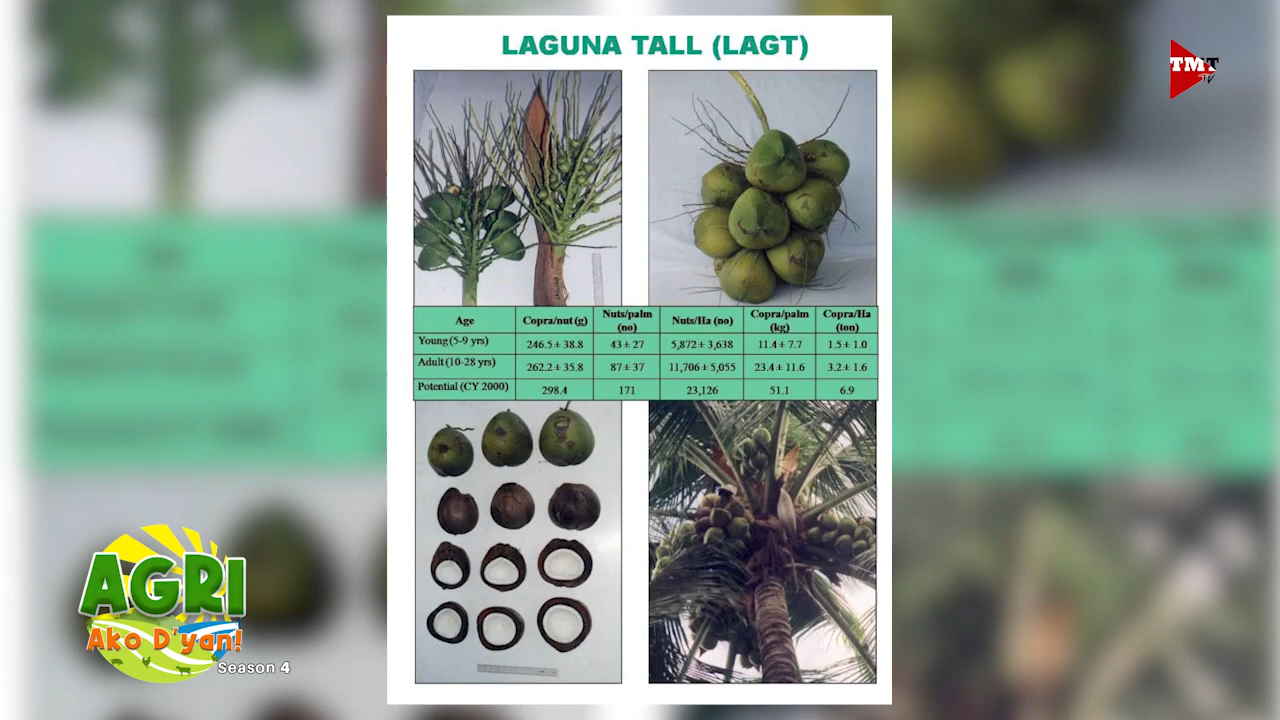 LAGUNA TALL (LAGT)
TMT
TV
Age Copra/nut (g) Nuts/palm (no) Nuts/Ha (no) Copra/palm (kg) Copra/Ha (ton)
Young (5-9 yrs) 246.5 ± 38.8 43 ± 27 5,872 ± 3,638 11.4 ± 7.7 1.5 ± 1.0
Adult (10-28 yrs) 262.2 ± 35.8 87 ± 37 11,706 ± 5,055 23.4 ± 11.6 3.2 ± 1.6
Potential (CY 2000) 298.4 171 23,126 51.1 6.9
AGRI
Ako D'yan!
Season 4